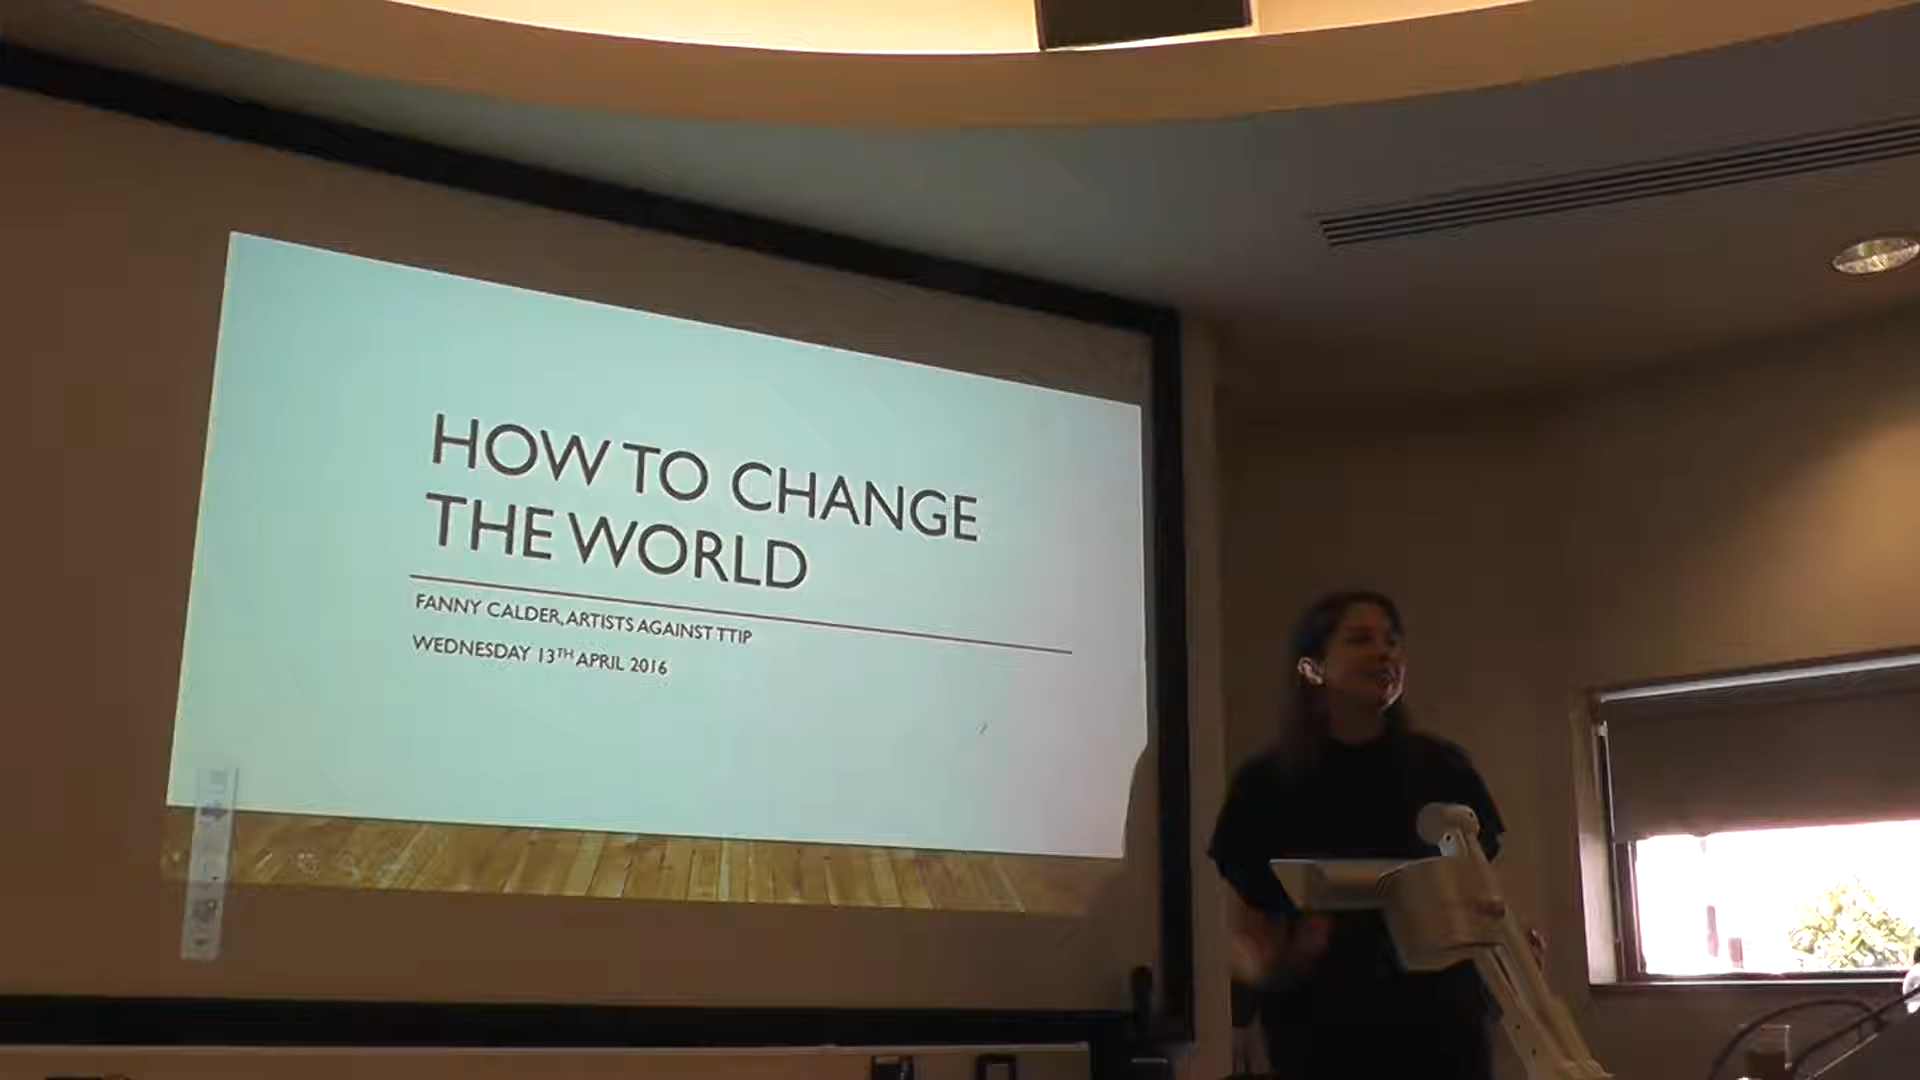 HOW TO CHANGE
THE WORLD
FANNY CALDER, ARTISTS AGAINST TTIP
WEDNESDAY 13TH APRIL 2016